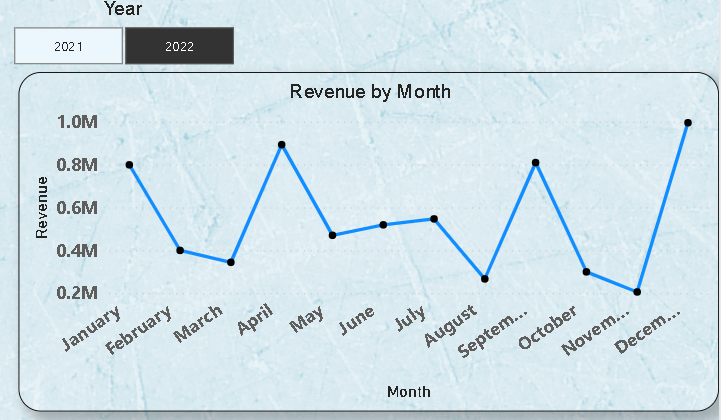 Year
2021
2022
Revenue by Month
1.0M
0.8M
0.6M
0.4M
0.2M
Revenue
January
February
March
April
May
June
July
August
Septem...
October
Novem...
Decem...
Month